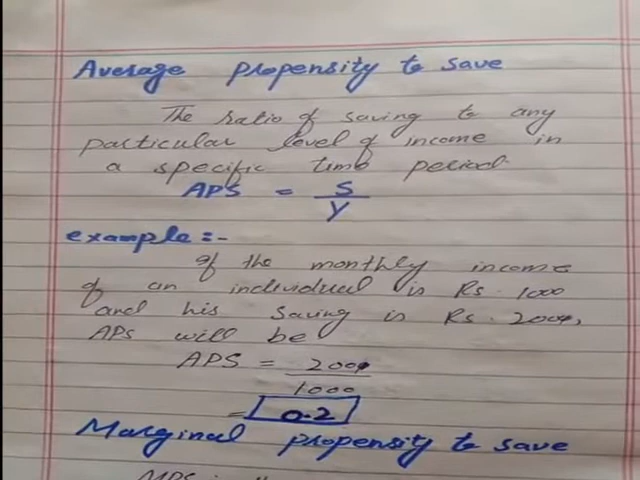 Average propensity to save
The ratio of saving to any
particular level of income in
a specific time period
APS = S
Y
example:-
If the monthly income
of an individual is Rs. 1000
and his saving is Rs. 200,
APS will be
APS = 200
1000
= 0.2
Marginal propensity to save